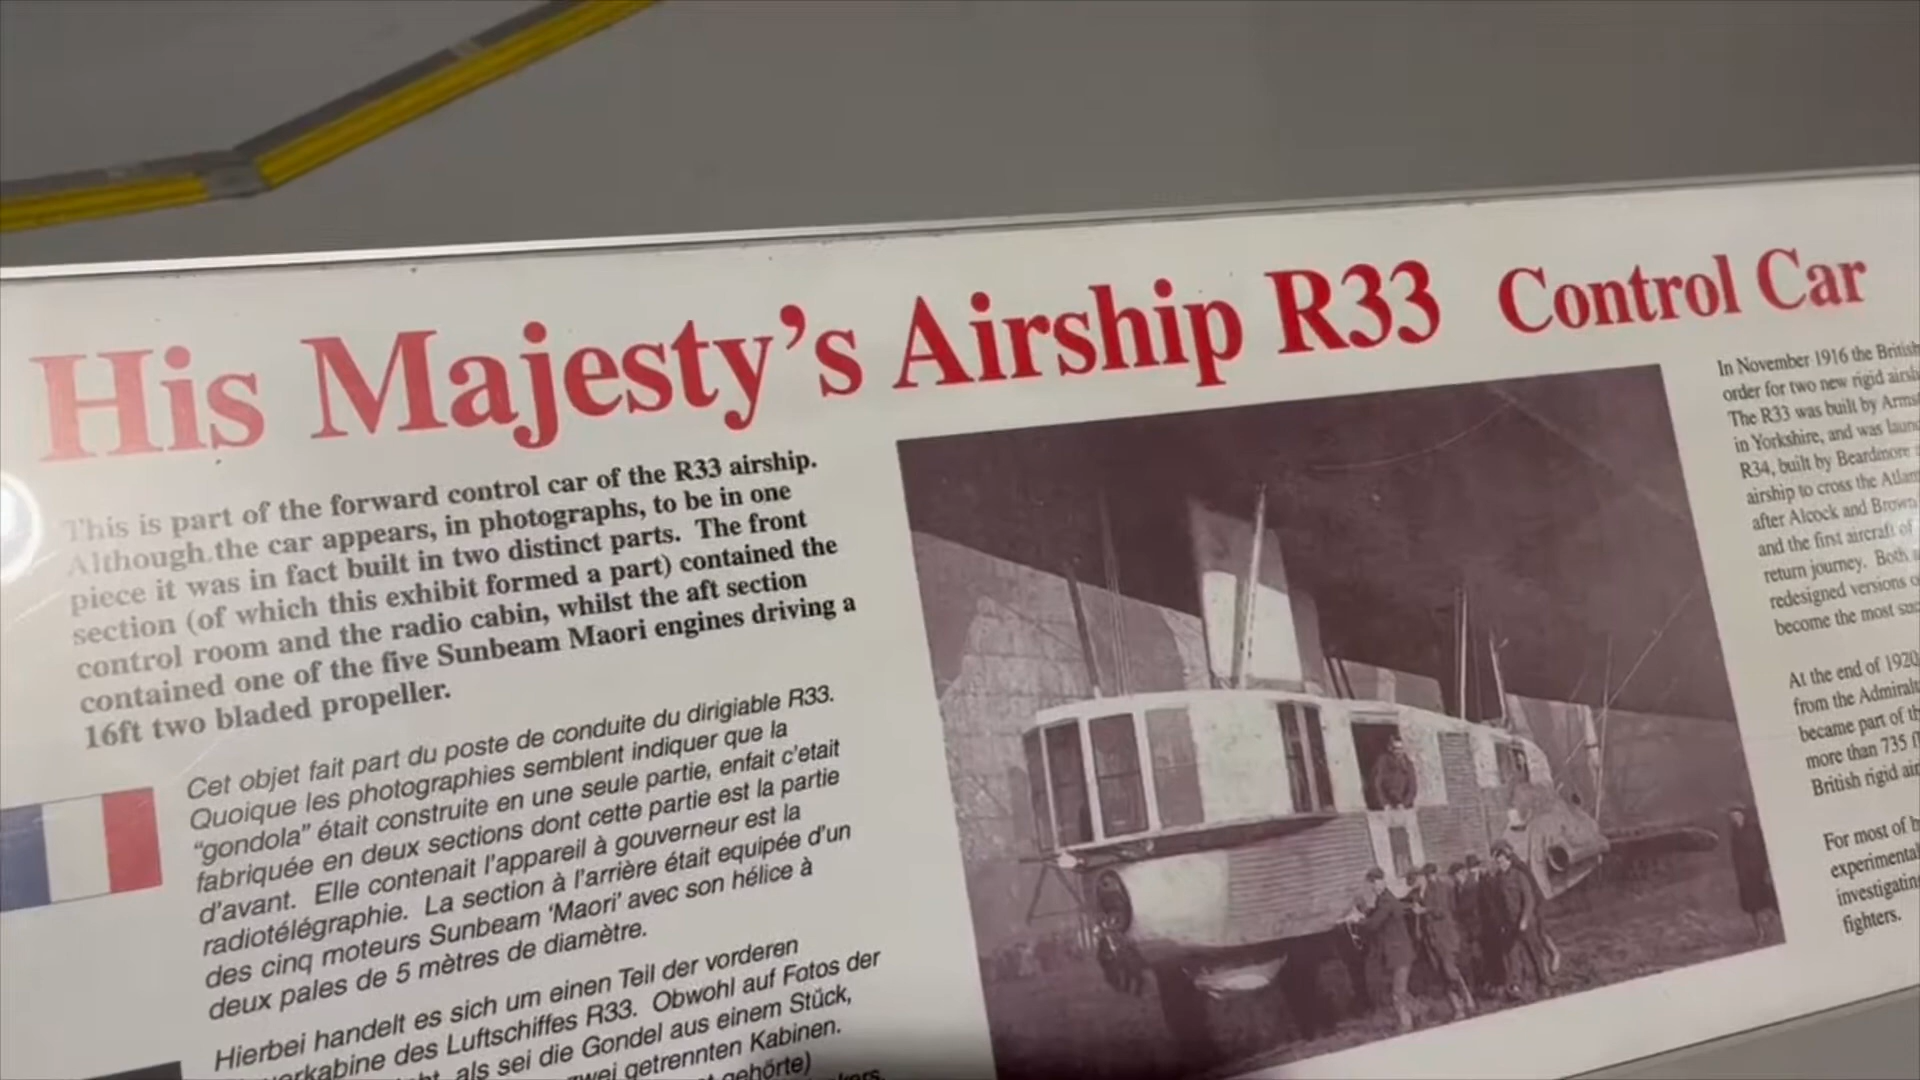 His Majesty's Airship R33 Control Car
This is part of the forward control car of the R33 airship.
Although the car appears, in photographs, to be in one
piece it was in fact built in two distinct parts. The front
section (of which this exhibit formed a part) contained the
control room and the radio cabin, whilst the aft section
contained one of the five Sunbeam Maori engines driving a
16ft two bladed propeller.
Cet objet fait part du poste de conduite du dirigiable R33.
Quoique les photographies semblent indiquer que la
"gondola" était construite en une seule partie, enfait c'etait
fabriquée en deux sections dont cette partie est la partie
d'avant. Elle contenait l'appareil à gouverneur est la
radiotélégraphie. La section à l'arrière était equipée d'un
des cinq moteurs Sunbeam 'Maori' avec son hélice à
deux pales de 5 mètres de diamètre.
Hierbei handelt es sich um einen Teil der vorderen
des Luftschiffes R33. Obwohl auf Fotos der
als sei die Gondel aus einem Stück,
getrennten Kabinen.
gehörte)
In November 1916 the British
order for two new rigid
The R33 was built by
in Yorkshire, and was
R34, built by Beardmore
airship to cross the
after Alcock and Brown
and the first aircraft of
return journey. Both
redesigned versions
become the most
At the end of 1920
from the
became part of
more than 735
British rigid
For most of
experimental
investigating
fighters.